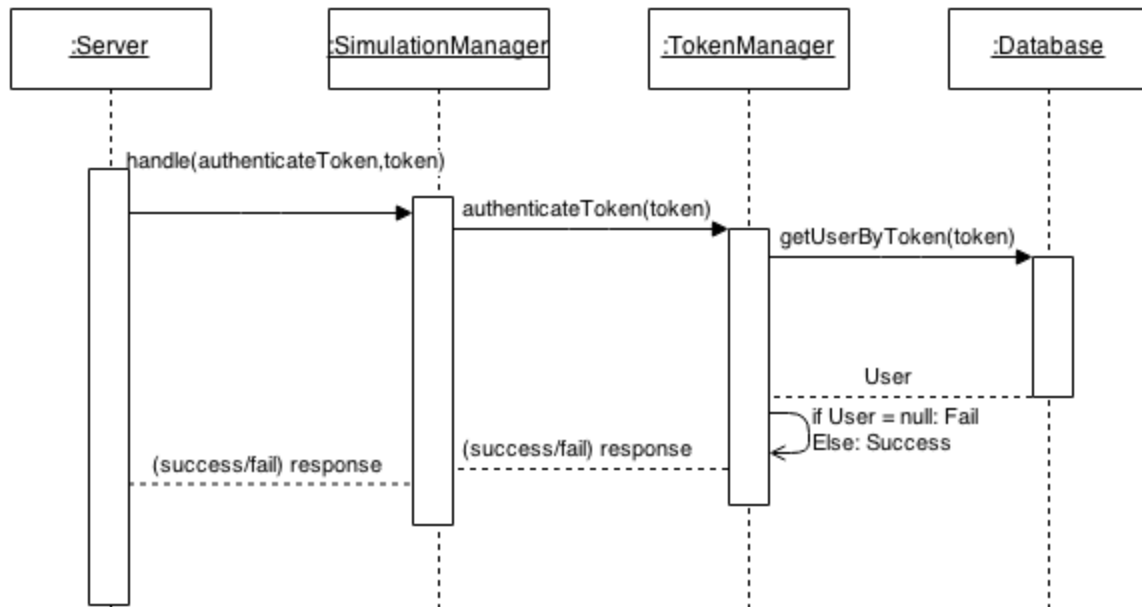 :Server
:SimulationManager
:TokenManager
:Database
handle(authenticateToken,token)
authenticateToken(token)
getUserByToken(token)
User
if User = null: Fail
Else: Success
(success/fail) response
(success/fail) response